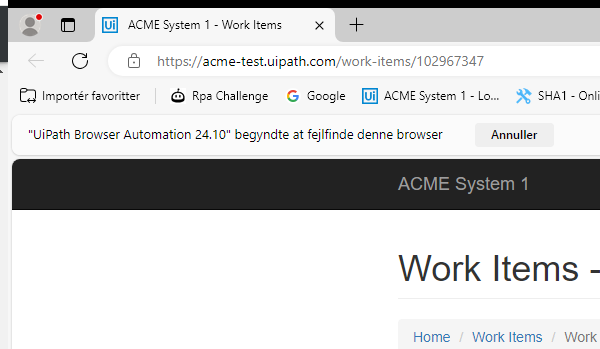 Ui ACME System 1 - Work Items
https://acme-test.uipath.com/work-items/102967347
Importér favoritter Rpa Challenge G Google Ui ACME System 1 - Lo... SHA1 - Onli
"UiPath Browser Automation 24.10" begyndte at fejlfinde denne browser Annuller
ACME System 1
Work Items -
Home / Work Items / Work